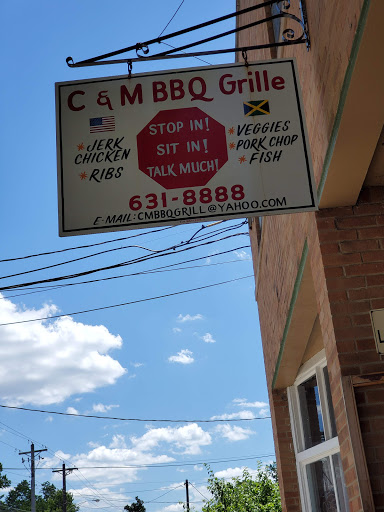 C & M BBQ Grille
STOP IN!
SIT IN!
TALK MUCH!
*JERK CHICKEN
*RIBS
*VEGGIES
*PORK CHOP
*FISH
631-8888
E-MAIL: CMBBQGRILL@YAHOO.COM